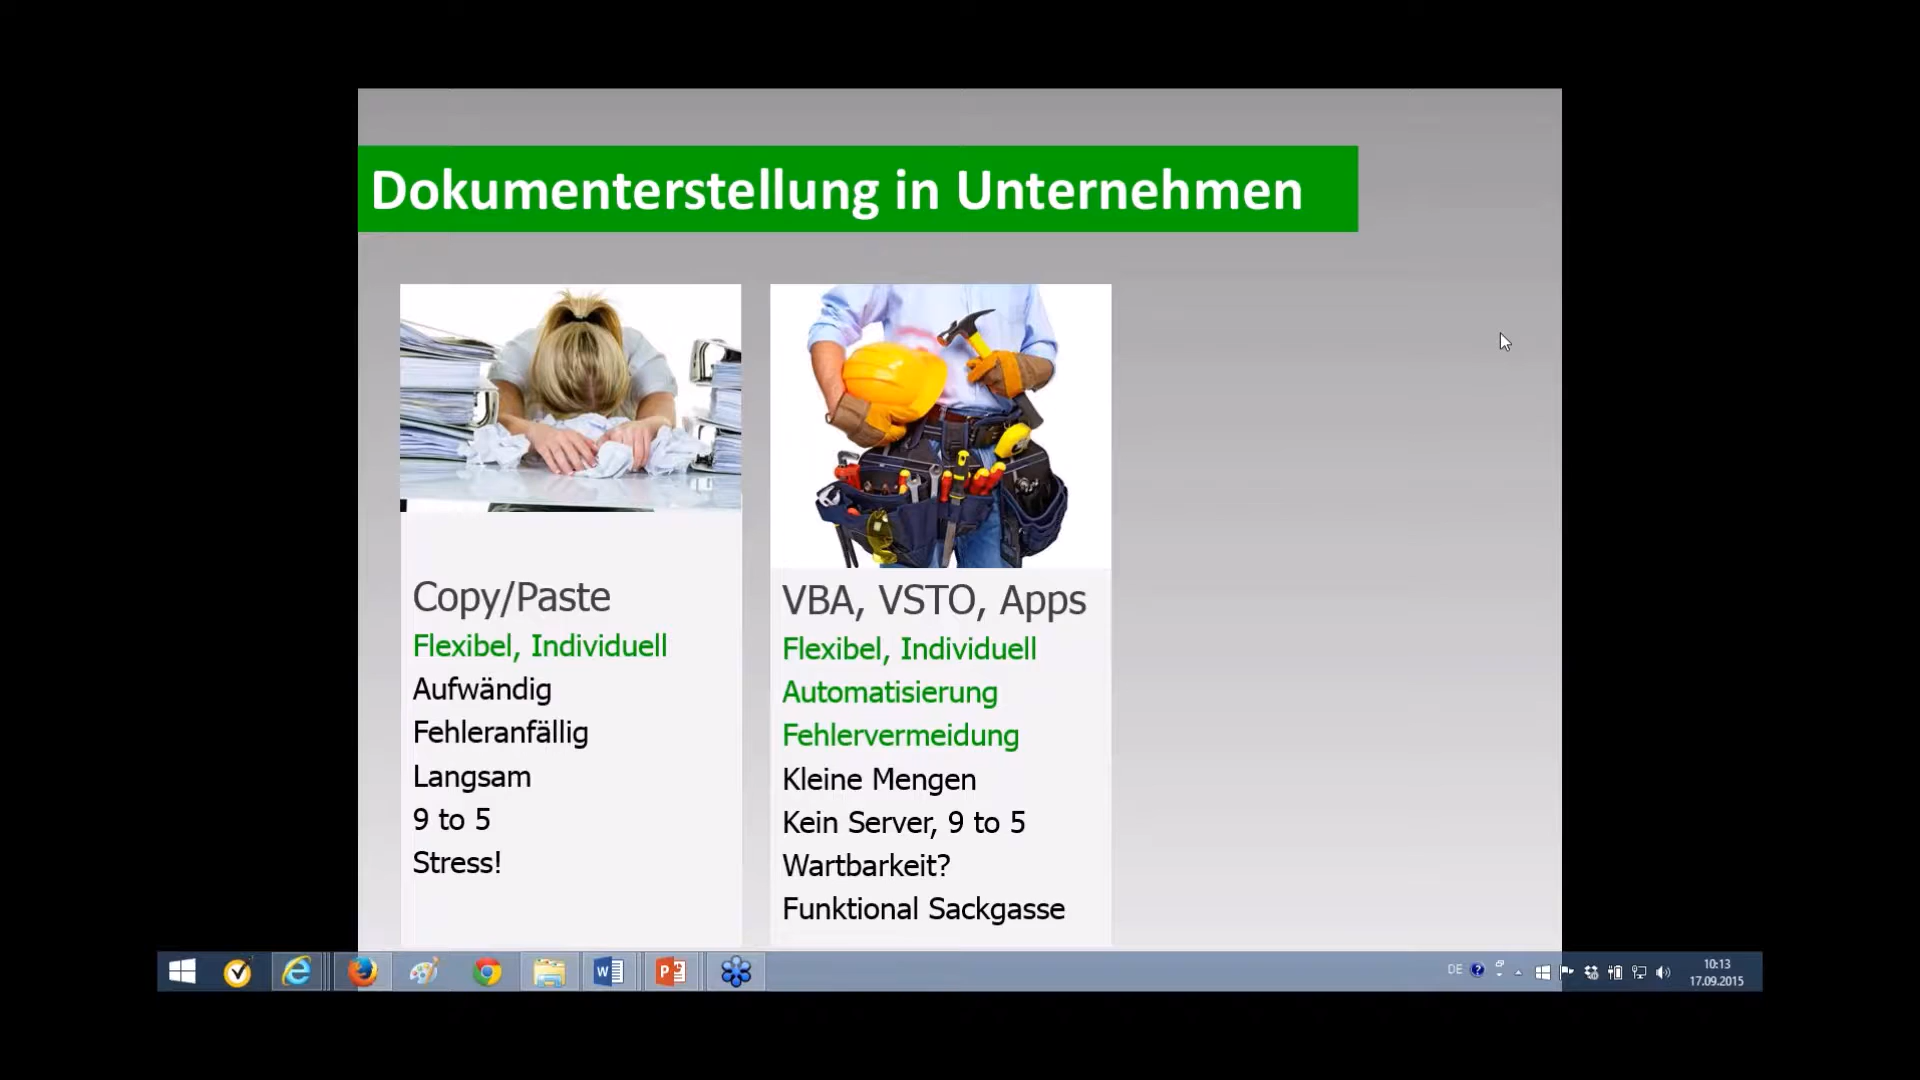 Dokumenterstellung in Unternehmen
Copy/Paste
Flexibel, Individuell
Aufwändig
Fehleranfällig
Langsam
9 to 5
Stress!
VBA, VSTO, Apps
Flexibel, Individuell
Automatisierung
Fehlervermeidung
Kleine Mengen
Kein Server, 9 to 5
Wartbarkeit?
Funktional Sackgasse
DE
10:13
17.09.2015